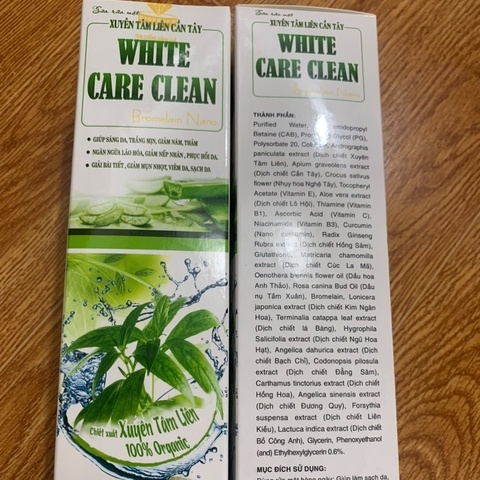 Sữa rửa mặt
XUYÊN TÂM LIÊN CẦN TÂY
WHITE
CARE CLEAN
Bromelain Nano
GIÚP SÁNG DA, TRẮNG MỊN, GIẢM NÁM, THÂM
NGĂN NGỪA LÃO HÓA, GIẢM NẾP NHĂN, PHỤC HỒI DA.
GIẢI BÃ TIẾT, GIẢM MỤN NHỌT, VIÊM DA, SẠCH DA
Chiết xuất Xuyên Tâm Liên
100% Organic
Sữa rửa mặt
XUYÊN TÂM LIÊN CẦN TÂY
WHITE
CARE CLEAN
Bromelain Nano
THÀNH PHẦN:
Purified Water,
Betaine (CAB), (PG),
Polysorbate 20, Andrographis
paniculata extract (Dịch chiết Xuyên
Tâm Liên), Apium graveolens extract
(Dịch chiết Cần Tây), Crocus sativus
flower (Nhụy hoa Nghệ Tây), Tocopheryl
Acetate (Vitamin E), Aloe vera extract
(Dịch chiết Lô Hội), Thiamine (Vitamin
B1), Ascorbic Acid (Vitamin C),
Niacinamide (Vitamin B3), Curcumin
(Nano curcumin), Radix Ginseng
Rubra extract (Dịch chiết Hồng Sâm),
Glutathione, Matricaria chamomilla
extract (Dịch chiết Cúc La Mã),
Oenothera biennis flower oil (Dầu hoa
Anh Thảo), Rosa canina Bud Oil (Dầu
nụ Tầm Xuân), Bromelain, Lonicera
japonica extract (Dịch chiết Kim Ngân
Hoa), Terminalia catappa leaf extract
(Dịch chiết lá Bàng), Hygrophila
Salicifolia extract (Dịch chiết Ngũ Hoa
Hạt), Angelica dahurica extract (Dịch
chiết Bạch Chỉ), Codonopsis pilosula
extract (Dịch chiết Đẳng Sâm),
Carthamus tinctorius extract (Dịch chiết
Hồng Hoa), Angelica sinensis extract
(Dịch chiết Đương Quy), Forsythia
suspensa extract (Dịch chiết Liên
Kiều), Lactuca indica extract (Dịch chiết
Bồ Công Anh), Glycerin, Phenoxyethanol
(and) Ethylhexylglycerin 0.6%.
MỤC ĐÍCH SỬ DỤNG: